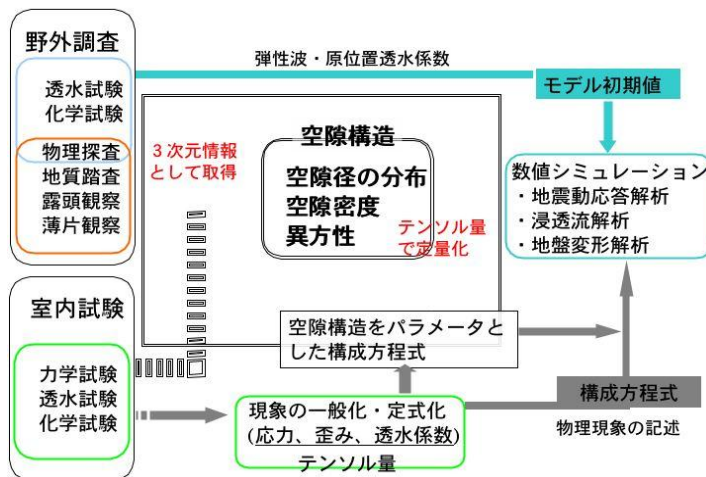 野外調査
透水試験
化学試験
物理探査
地質踏査
露頭観察
薄片観察
弾性波・原位置透水係数
モデル初期値
３次元情報
として取得
空隙構造
空隙径の分布
空隙密度
異方性
テンソル量
で定量化
数値シミュレーション
・地震動応答解析
・浸透流解析
・地盤変形解析
室内試験
力学試験
透水試験
化学試験
空隙構造をパラメータと
した構成方程式
現象の一般化・定式化
(応力、歪み、透水係数)
テンソル量
構成方程式
物理現象の記述